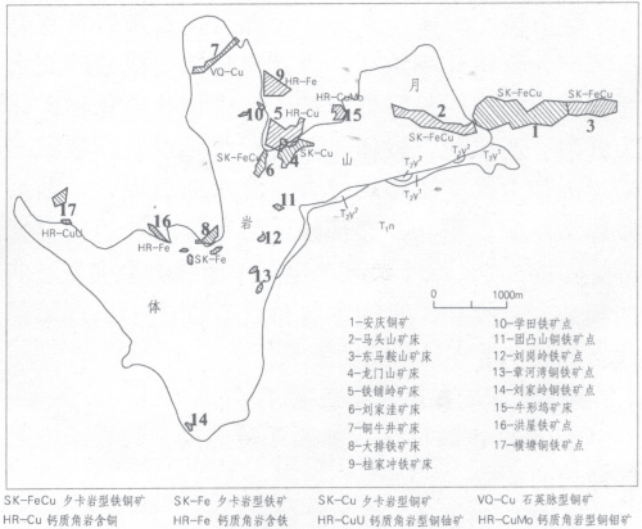 7
VQ-Cu
9
HR-Fe
10
5
HR-Cu
HR-CuMo
15
月
2
SK-FeCu
SK-FeCu
1
SK-FeCu
3
SK-FeCu
6
4
SK-Cu
山
T₂y²
T₂y²
T₂y¹
T₂y¹
T₂y²
T₁n
17
HR-CuU
16
HR-Fe
8
SK-Fe
11
岩
12
13
体
14
0 1000m
1-安庆铜矿
2-马头山矿床
3-东马鞍山矿床
4-龙门山矿床
5-铁铺岭矿床
6-刘家洼矿床
7-铜牛井矿床
8-大排铁矿床
9-桂家冲铁矿床
10-学田铁矿点
11-团凸山铜铁矿点
12-刘岗岭铁矿点
13-章河湾铜铁矿点
14-刘家岭铜铁矿点
15-牛形坞矿床
16-洪屋铁矿点
17-横塘铜铁矿点
SK-FeCu 夕卡岩型铁铜矿 SK-Fe 夕卡岩型铁矿 SK-Cu 夕卡岩型铜矿 VQ-Cu 石英脉型铜矿
HR-Cu 钙质角岩含铜 HR-Fe 钙质角岩含铁 HR-CuU 钙质角岩型铜铀矿 HR-CuMo 钙质角岩型铜钼矿